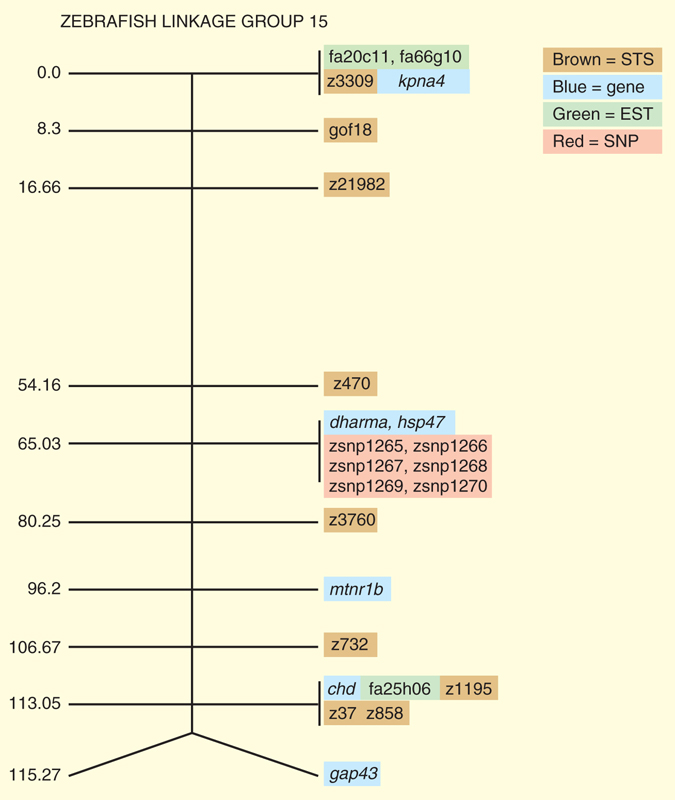 ZEBRAFISH LINKAGE GROUP 15
Brown = STS
Blue = gene
Green = EST
Red = SNP
0.0
fa20c11, fa66g10
z3309 kpna4
8.3 gof18
16.66 z21982
54.16 z470
dharma, hsp47
65.03 zsnp1265, zsnp1266
zsnp1267, zsnp1268
zsnp1269, zsnp1270
80.25 z3760
96.2 mtnr1b
106.67 z732
chd fa25h06 z1195
113.05 z37 z858
115.27 gap43